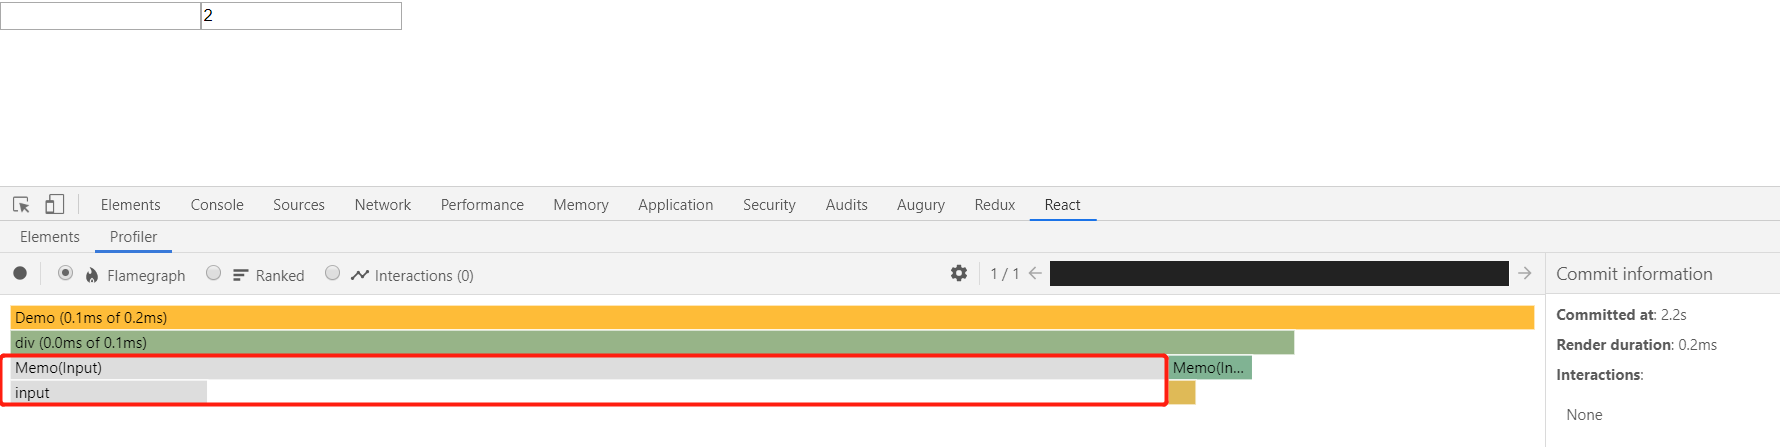 2
Elements Console Sources Network Performance Memory Application Security Audits Augury Redux React
Elements Profiler
Flamegraph Ranked Interactions (0) 1 / 1 Commit information
Demo (0.1ms of 0.2ms)
Committed at: 2.2s
div (0.0ms of 0.1ms)
Render duration: 0.2ms
Memo(Input) Memo(In...
Interactions:
input
None